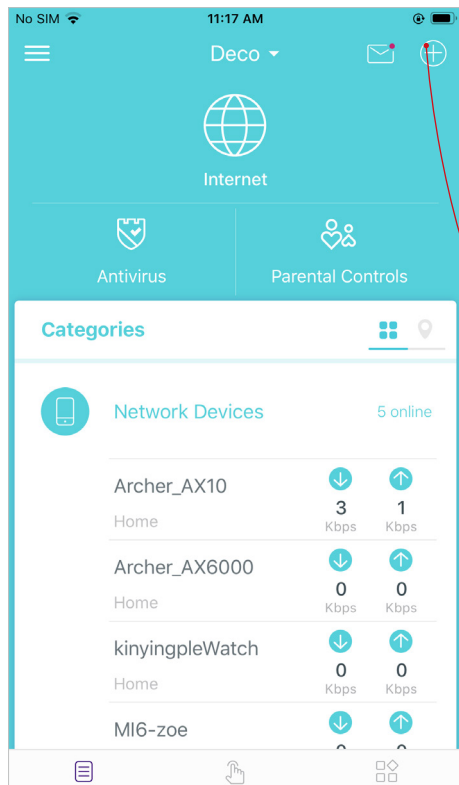 No SIM 11:17 AM
Deco
Internet
Antivirus Parental Controls
Categories
Network Devices 5 online
Archer_AX10
Home
3 1
Kbps Kbps
Archer_AX6000
Home
0 0
Kbps Kbps
kinyingpleWatch
Home
0 0
Kbps Kbps
MI6-zoe